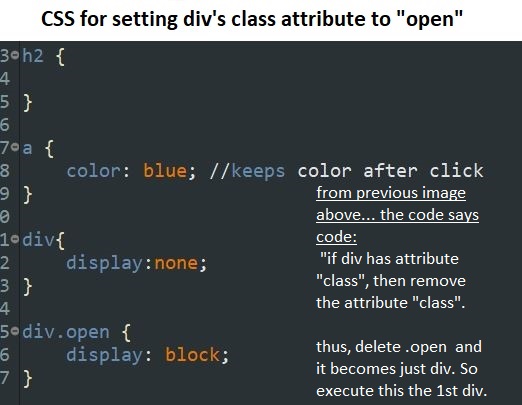 CSS for setting div's class attribute to "open"
3 h2 {
4
5 }
6
7 a {
8 color: blue; //keeps color after click
9 }
0
1 div{
2 display:none;
3 }
4
5 div.open {
6 display: block;
7 }
from previous image
above... the code says
code:
"if div has attribute
"class", then remove
the attribute "class".
thus, delete .open and
it becomes just div. So
execute this the 1st div.